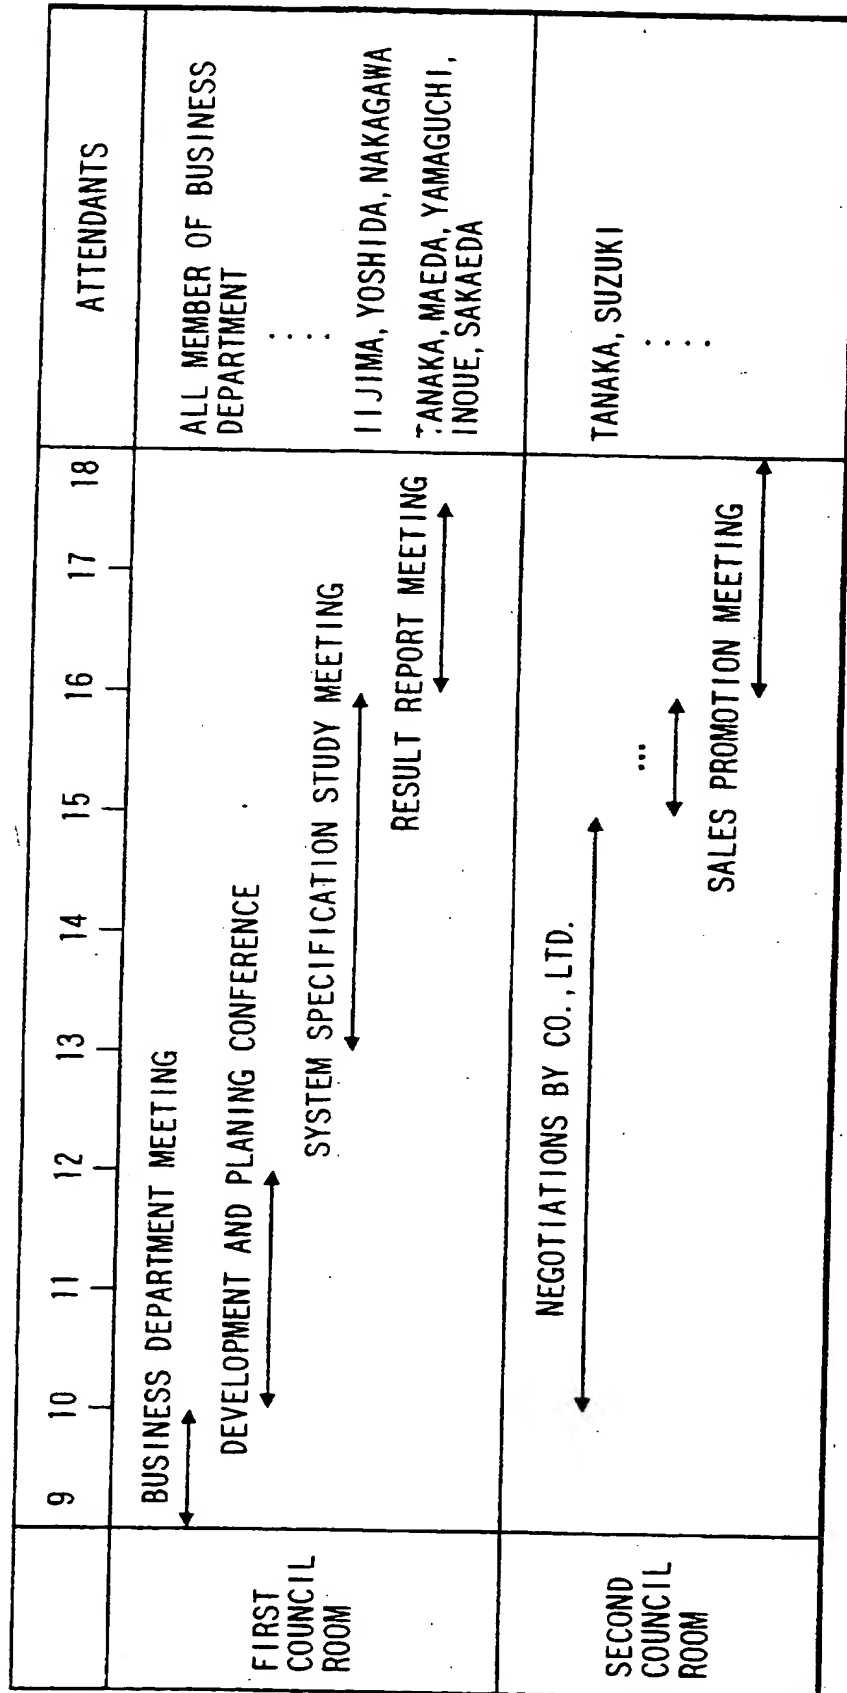 9 10 11 12 13 14 15 16 17 18 ATTENDANTS
FIRST
COUNCIL
ROOM
BUSINESS DEPARTMENT MEETING
DEVELOPMENT AND PLANING CONFERENCE
SYSTEM SPECIFICATION STUDY MEETING
RESULT REPORT MEETING
ALL MEMBER OF BUSINESS
DEPARTMENT
....
IIJIMA, YOSHIDA, NAKAGAWA
TANAKA, MAEDA, YAMAGUCHI,
INOUE, SAKAEDA
SECOND
COUNCIL
ROOM
NEGOTIATIONS BY CO., LTD.
...
SALES PROMOTION MEETING
TANAKA, SUZUKI
....